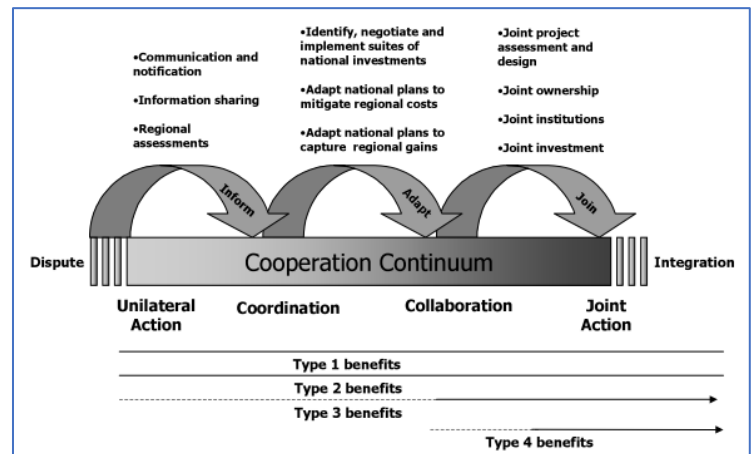 •Communication and
notification
•Information sharing
•Regional
assessments
•Identify, negotiate and
implement suites of
national investments
•Adapt national plans to
mitigate regional costs
•Adapt national plans to
capture regional gains
•Joint project
assessment and
design
•Joint ownership
•Joint institutions
•Joint investment
Inform
Adapt
Join
Dispute
Cooperation Continuum
Integration
Unilateral
Action
Coordination
Collaboration
Joint
Action
Type 1 benefits
Type 2 benefits
Type 3 benefits
Type 4 benefits